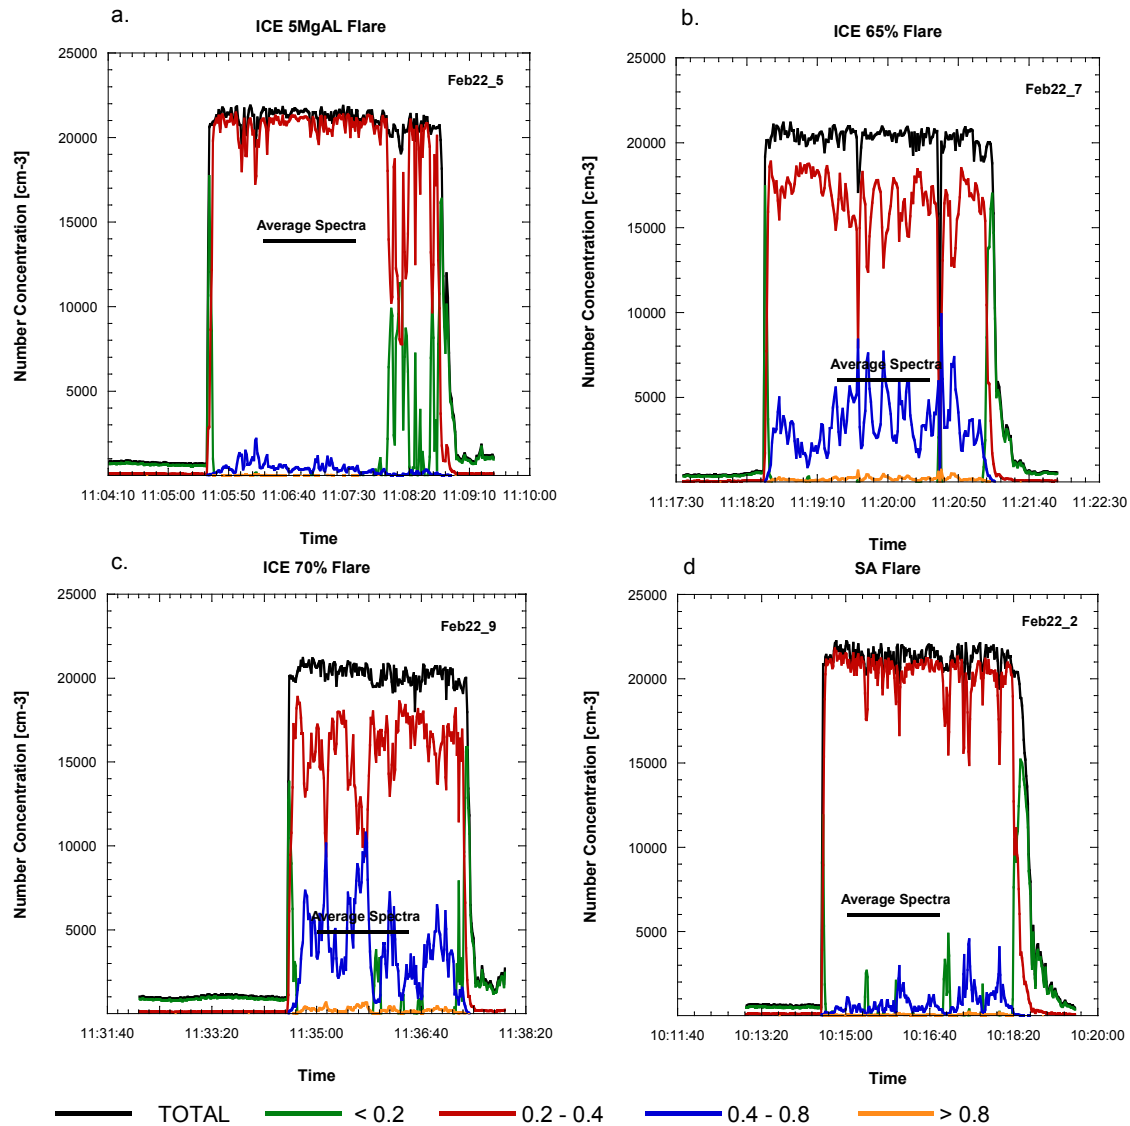 a.
ICE 5MgAL Flare
Feb22_5
Number Concentration [cm-3]
25000
20000
15000
10000
5000
Average Spectra
11:04:10 11:05:00 11:05:50 11:06:40 11:07:30 11:08:20 11:09:10 11:10:00
Time
b.
ICE 65% Flare
Feb22_7
Number Concentration [cm-3]
25000
20000
15000
10000
5000
Average Spectra
11:17:30 11:18:20 11:19:10 11:20:00 11:20:50 11:21:40 11:22:30
Time
c.
ICE 70% Flare
Feb22_9
Number Concentration [cm-3]
25000
20000
15000
10000
5000
Average Spectra
11:31:40 11:33:20 11:35:00 11:36:40 11:38:20
Time
d
SA Flare
Feb22_2
Number Concentration [cm-3]
25000
20000
15000
10000
5000
Average Spectra
10:11:40 10:13:20 10:15:00 10:16:40 10:18:20 10:20:00
Time
TOTAL < 0.2 0.2 - 0.4 0.4 - 0.8 > 0.8